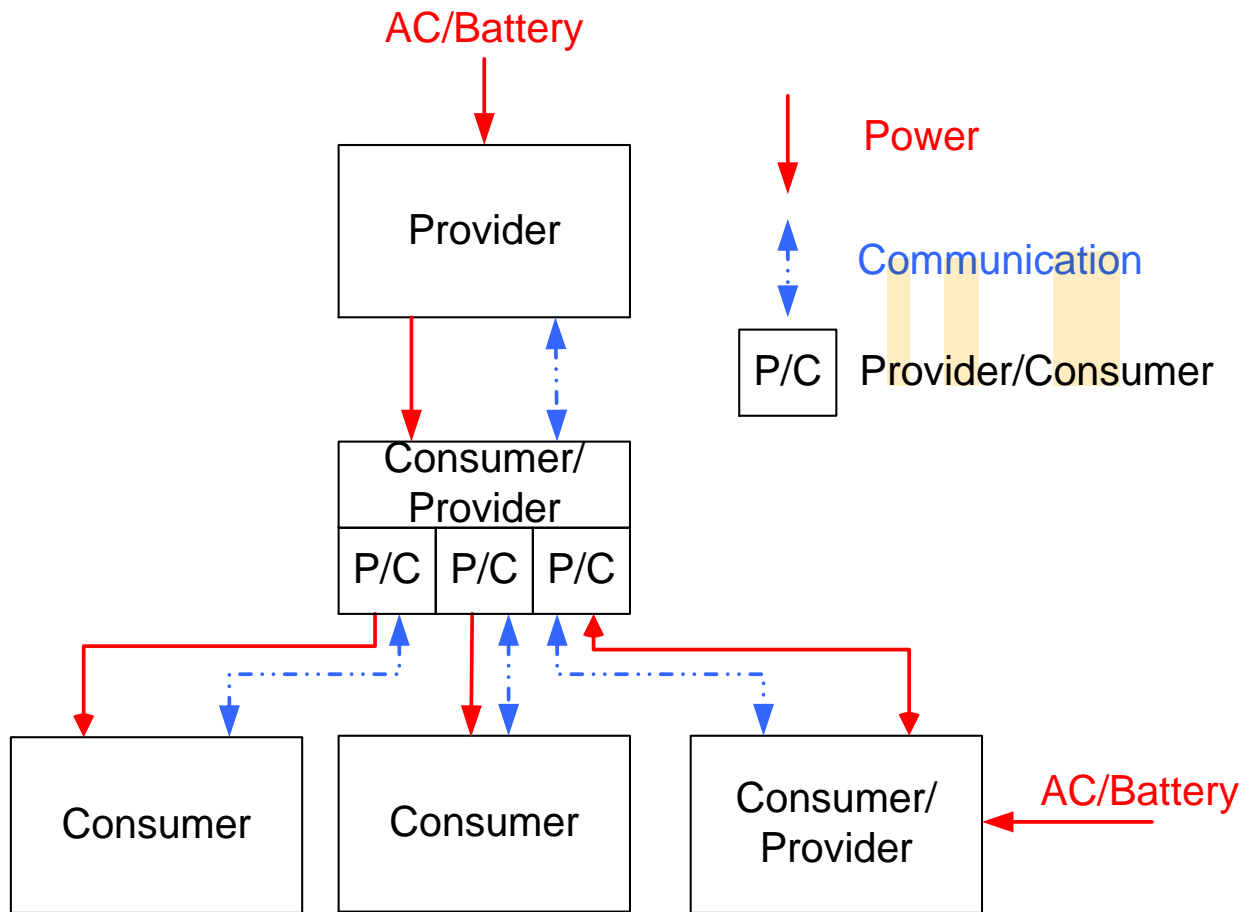 AC/Battery
Power
Provider
Communication
P/C Provider/Consumer
Consumer/
Provider
P/C P/C P/C
Consumer
Consumer
Consumer/
Provider
AC/Battery